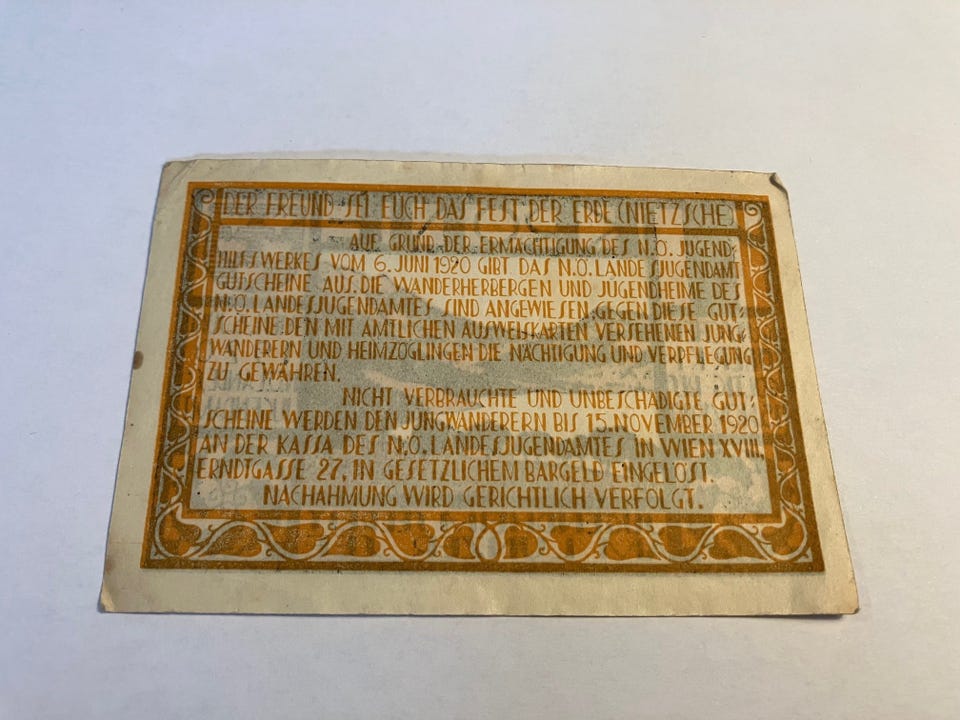 DER FREUND SEI EUCH DAS FEST DER ERDE (NIETZSCHE)
AUF GRUND DER ERMÄCHTIGUNG DES N.Ö. JUGEND-
HILFSWERKES VOM 6. JUNI 1920 GIBT DAS N.Ö. LANDESJUGENDAMT
GUTSCHEINE AUS. DIE WANDERHERBERGEN UND JUGENDHEIME DES
N.Ö. LANDESJUGENDAMTES SIND ANGEWIESEN, GEGEN DIESE GUT-
SCHEINE DEN MIT AMTLICHEN AUSWEISKARTEN VERSEHENEN JUNG-
WANDERERN UND HEIMZÖGLINGEN DIE NÄCHTIGUNG UND VERPFLEGUNG
ZU GEWÄHREN.
NICHT VERBRAUCHTE UND UNBESCHÄDIGTE GUT-
SCHEINE WERDEN DEN JUNGWANDERERN BIS 15. NOVEMBER 1920
AN DER KASSA DES N.Ö. LANDESJUGENDAMTES IN WIEN XVIII,
ERNDTGASSE 27, IN GESETZLICHEM BARGELD EINGELÖST.
NACHAHMUNG WIRD GERICHTLICH VERFOLGT.